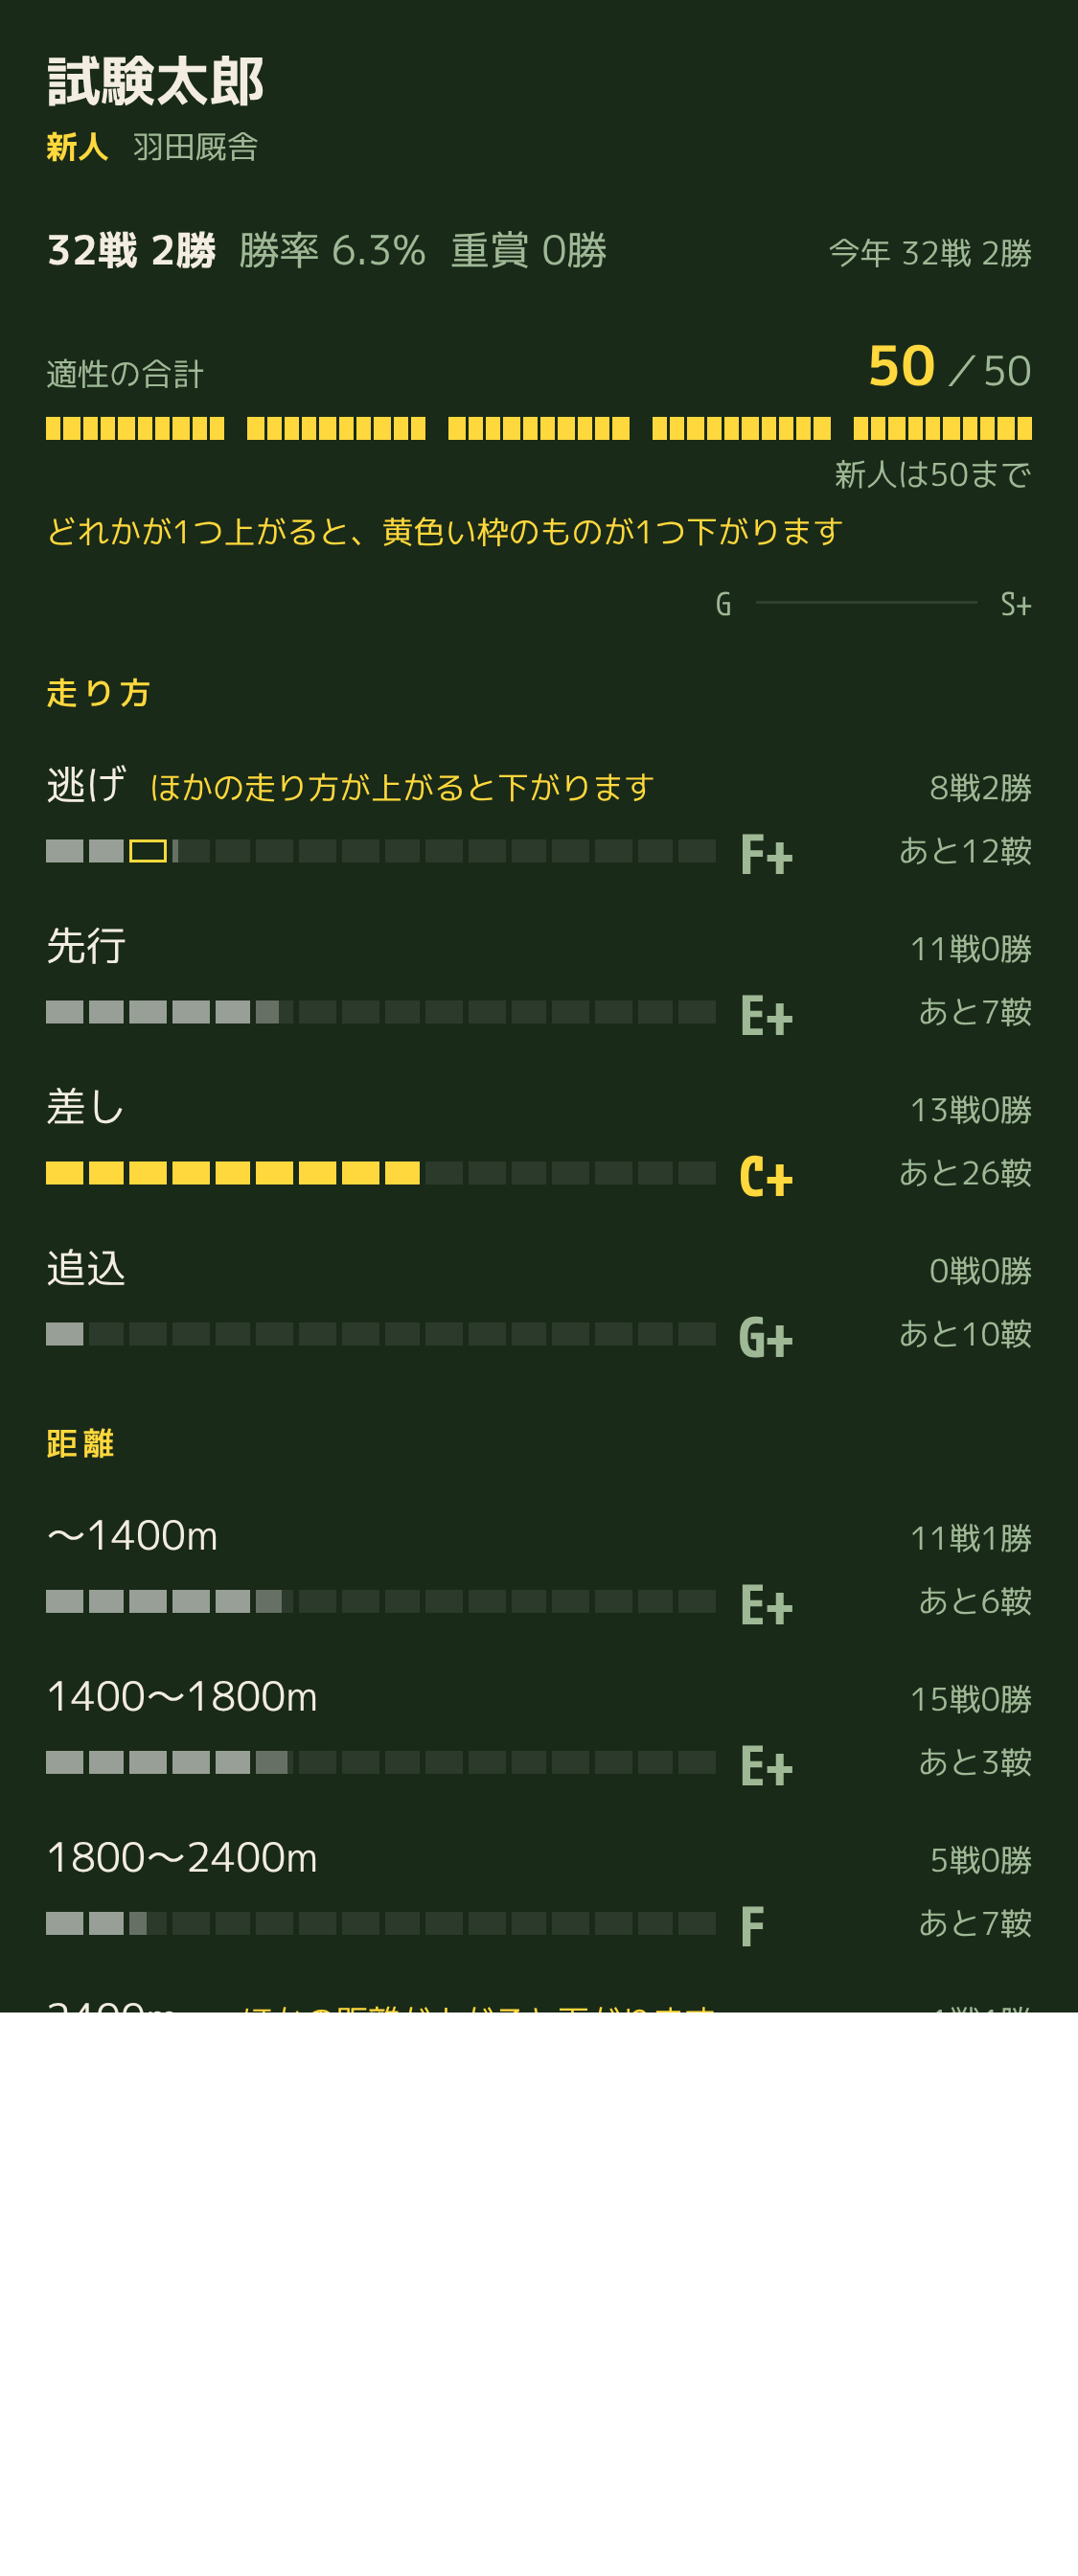 試験太郎
新人 羽田厩舎
32戦 2勝 勝率 6.3% 重賞 0勝 今年 32戦 2勝
適性の合計 50 ／50
新人は50まで
どれかが1つ上がると、黄色い枠のものが1つ下がります
G S+
走り方
逃げ ほかの走り方が上がると下がります 8戦2勝
F+ あと12鞍
先行 11戦0勝
E+ あと7鞍
差し 13戦0勝
C+ あと26鞍
追込 0戦0勝
G+ あと10鞍
距離
〜1400m 11戦1勝
E+ あと6鞍
1400〜1800m 15戦0勝
E+ あと3鞍
1800〜2400m 5戦0勝
F あと7鞍